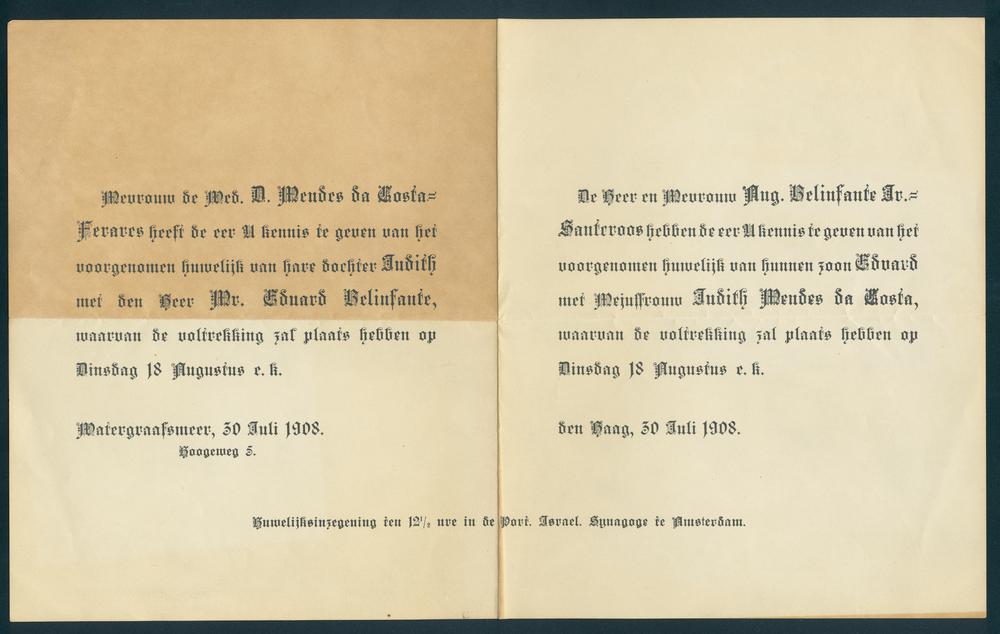 Mevrouw de Wed. D. Mendes da Costa=
Ferares heeft de eer U kennis te geven van het
voorgenomen huwelijk van hare dochter Judith
met den Heer Mr. Eduard Belinfante,
waarvan de voltrekking zal plaats hebben op
Dinsdag 18 Augustus e. k.
Watergraafsmeer, 30 Juli 1908.
Hoogeweg 5.
De Heer en Mevrouw Aug. Belinfante Jr.=
Santcroos hebben de eer U kennis te geven van het
voorgenomen huwelijk van hunnen zoon Edvard
met Mejuffrouw Judith Mendes da Costa,
waarvan de voltrekking zal plaats hebben op
Dinsdag 18 Augustus e. k.
den Haag, 30 Juli 1908.
Huwelijksinzegening ten 12½ ure in de Port. Israel. Synagoge te Amsterdam.